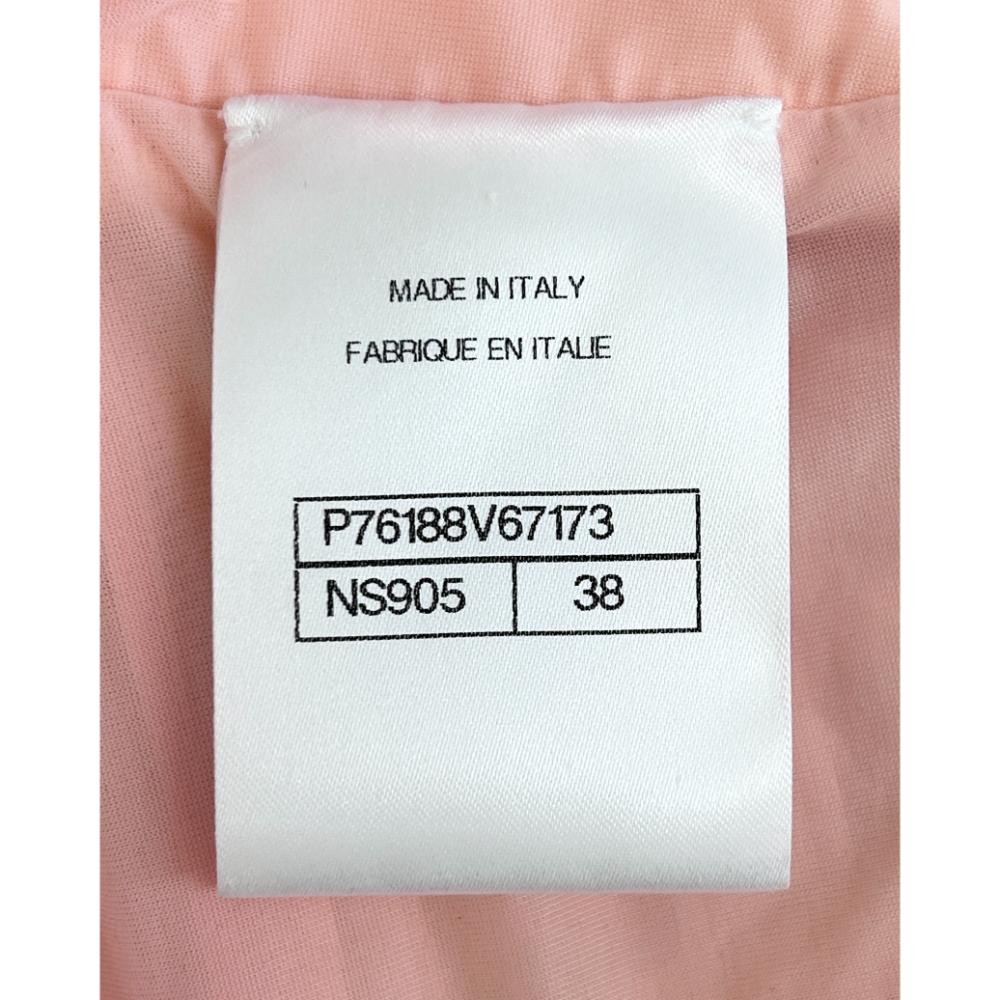 MADE IN ITALY
FABRIQUE EN ITALIE
P76188V67173
NS905 38